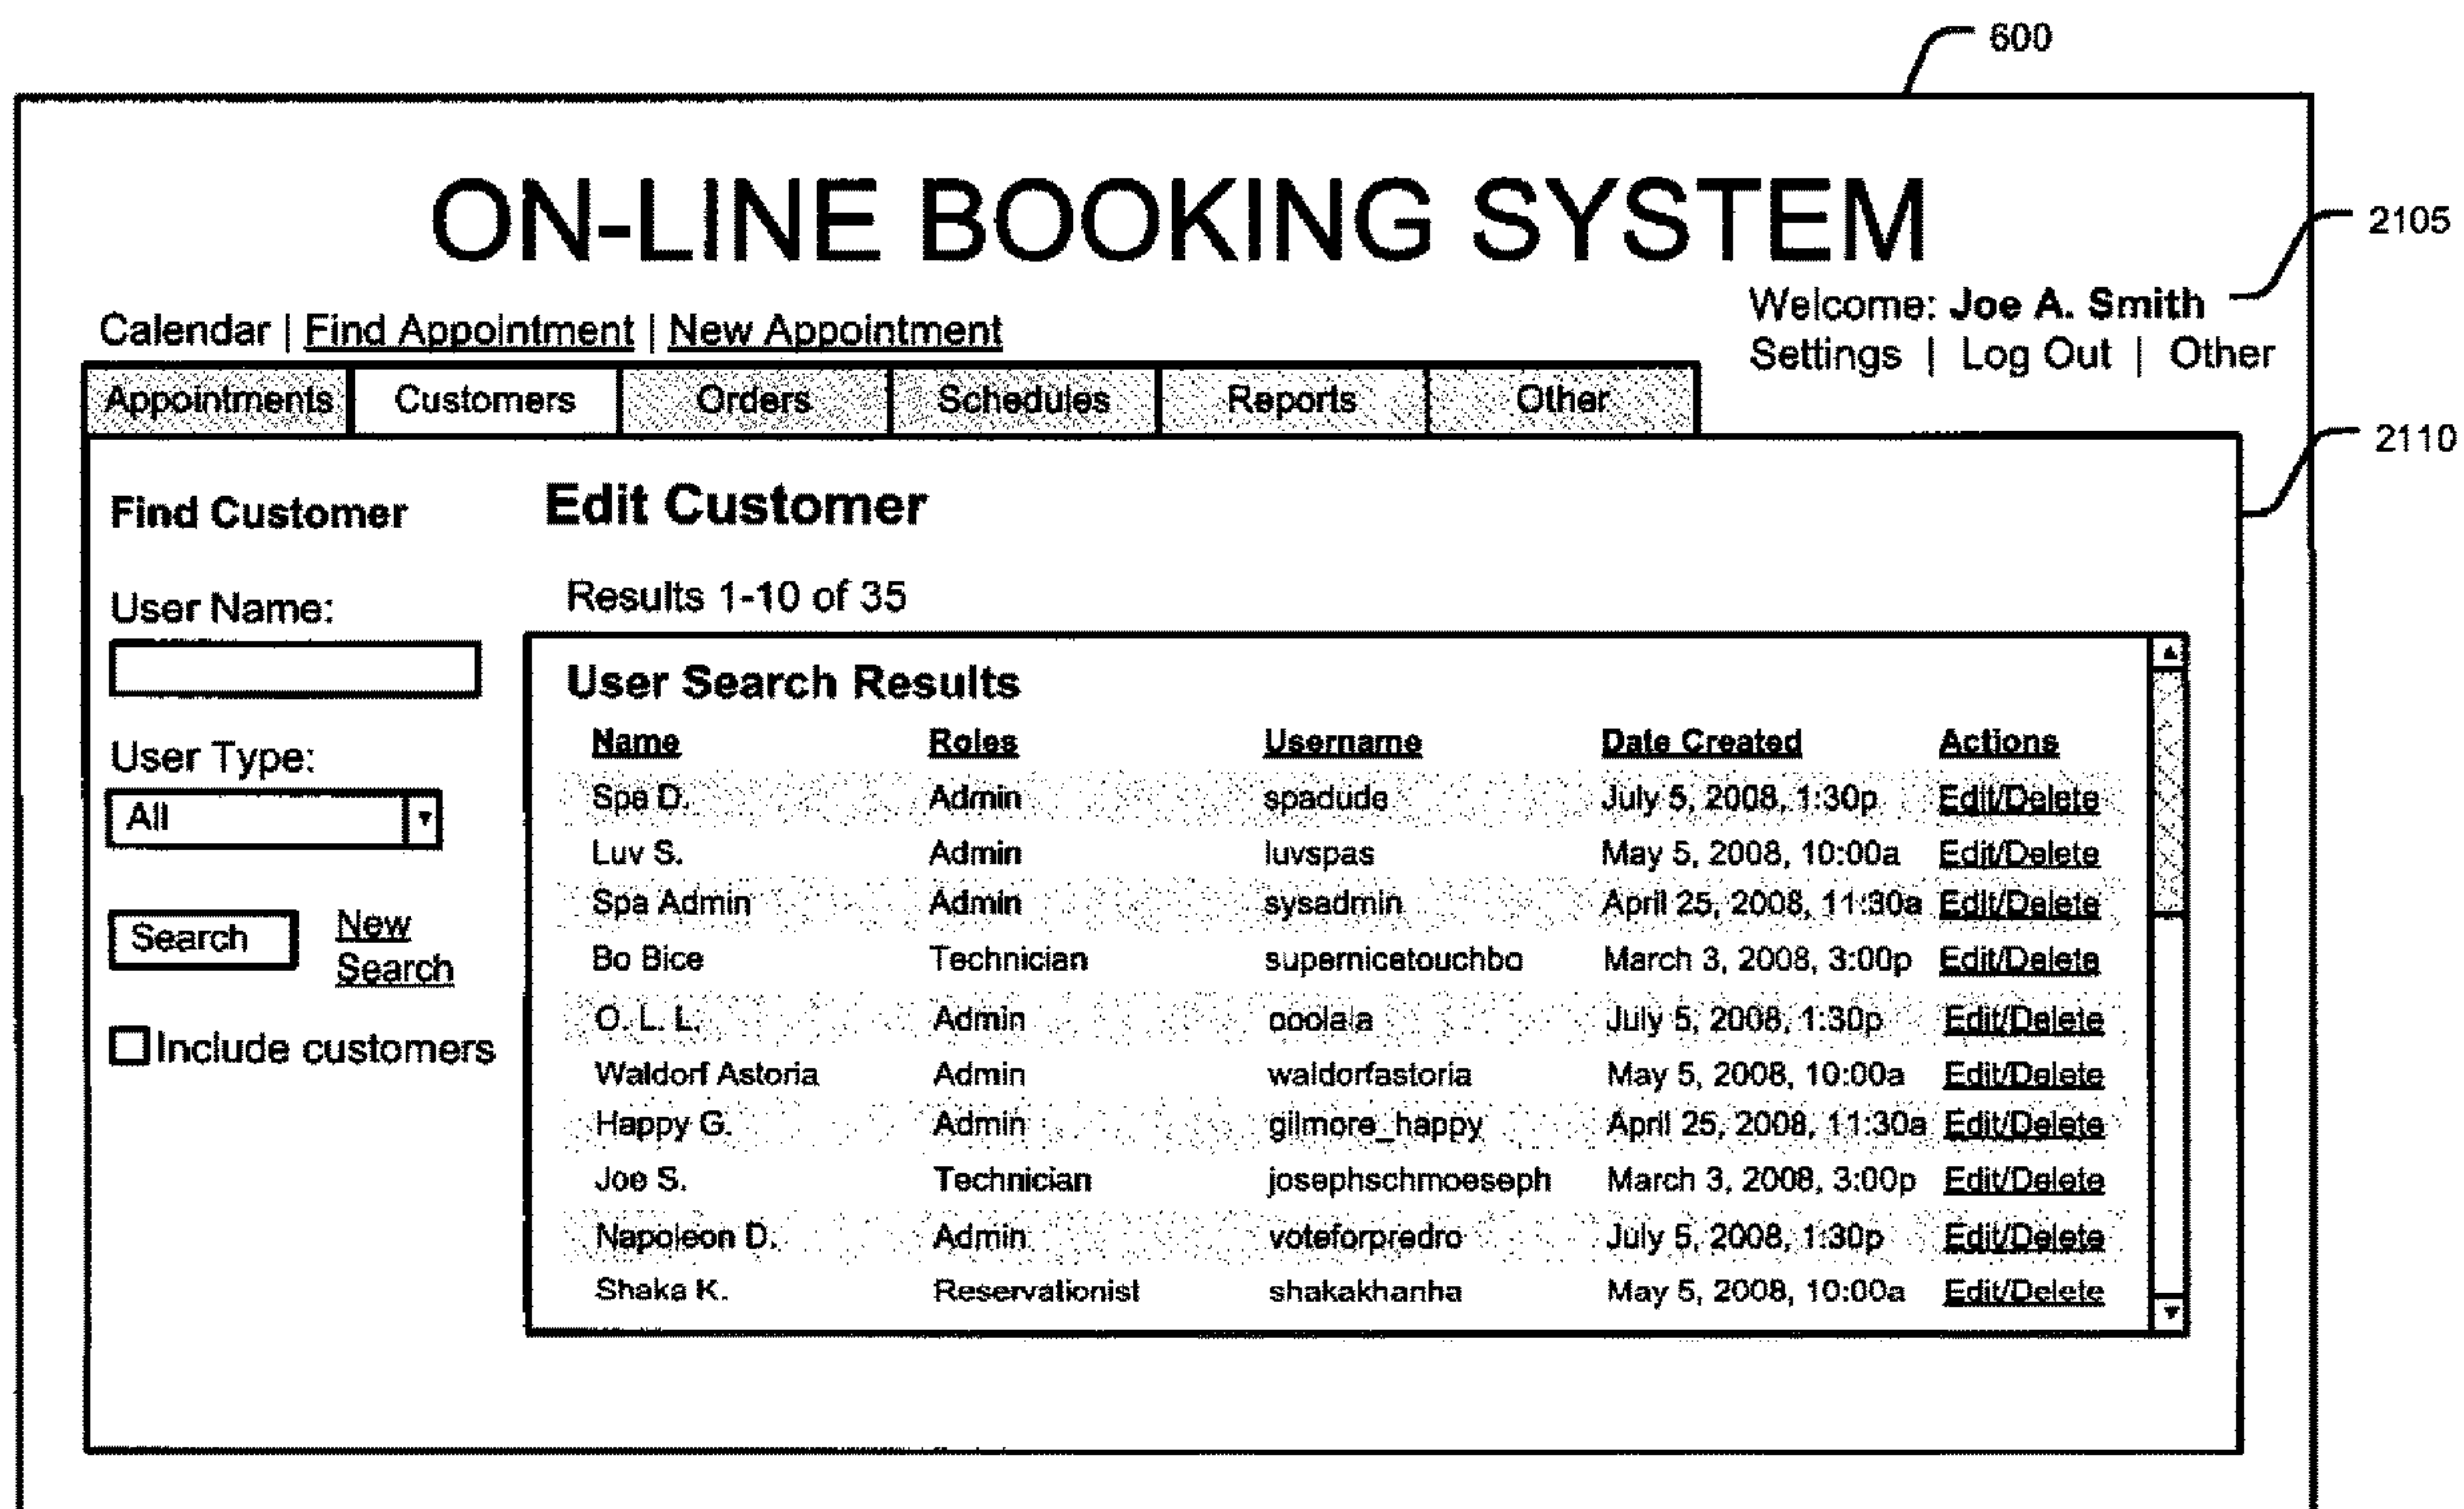 600
ON-LINE BOOKING SYSTEM
2105
Welcome: Joe A. Smith
Settings | Log Out | Other
Calendar | Find Appointment | New Appointment
Appointments Customers Orders Schedules Reports Other
2110
Find Customer
User Name:
User Type:
All
Search New
Search
Include customers
Edit Customer
Results 1-10 of 35
User Search Results
Name Roles Username Date Created Actions
Spa D. Admin spadude July 5, 2008, 1:30p Edit/Delete
Luv S. Admin luvspas May 5, 2008, 10:00a Edit/Delete
Spa Admin Admin sysadmin April 25, 2008, 11:30a Edit/Delete
Bo Bice Technician supernicetouchbo March 3, 2008, 3:00p Edit/Delete
O. L. L. Admin ooolala July 5, 2008, 1:30p Edit/Delete
Waldorf Astoria Admin waldorfastoria May 5, 2008, 10:00a Edit/Delete
Happy G. Admin gilmore_happy April 25, 2008, 11:30a Edit/Delete
Joe S. Technician josephschmoeseph March 3, 2008, 3:00p Edit/Delete
Napoleon D. Admin voteforpredro July 5, 2008, 1:30p Edit/Delete
Shaka K. Reservationist shakakhanha May 5, 2008, 10:00a Edit/Delete